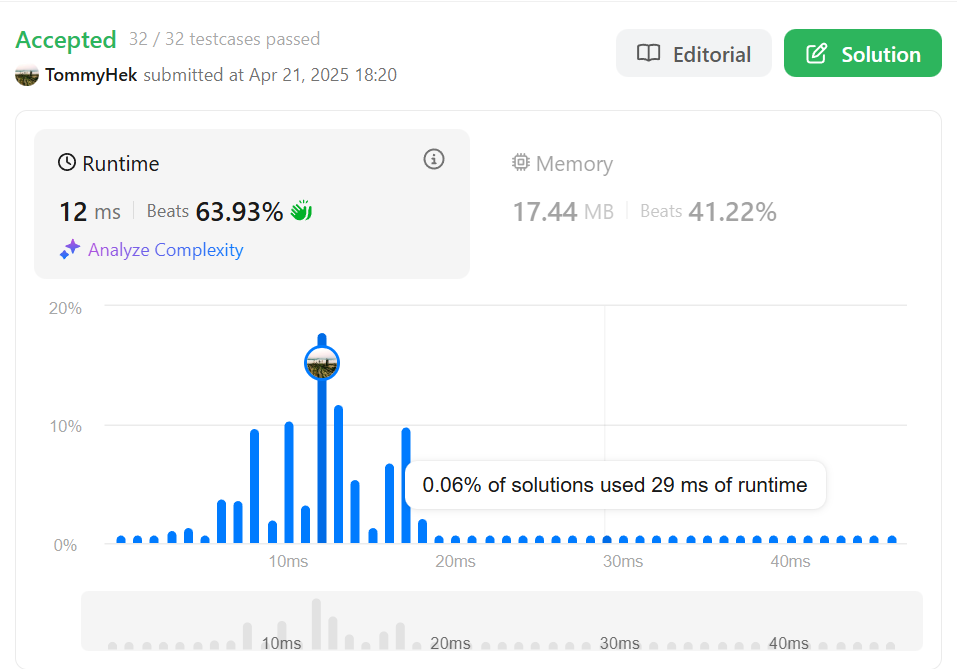 Accepted 32 / 32 testcases passed
TommyHek submitted at Apr 21, 2025 18:20
Editorial
Solution
Runtime
12 ms Beats 63.93%
Analyze Complexity
Memory
17.44 MB Beats 41.22%
20%
10%
0%
0.06% of solutions used 29 ms of runtime
10ms 20ms 30ms 40ms
10ms 20ms 30ms 40ms